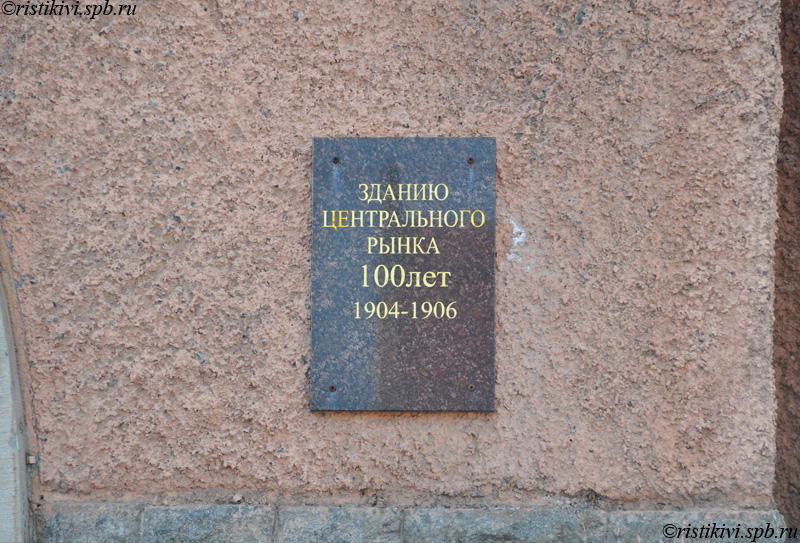 ©ristikivi.spb.ru
ЗДАНИЮ
ЦЕНТРАЛЬНОГО
РЫНКА
100лет
1904-1906
©ristikivi.spb.ru